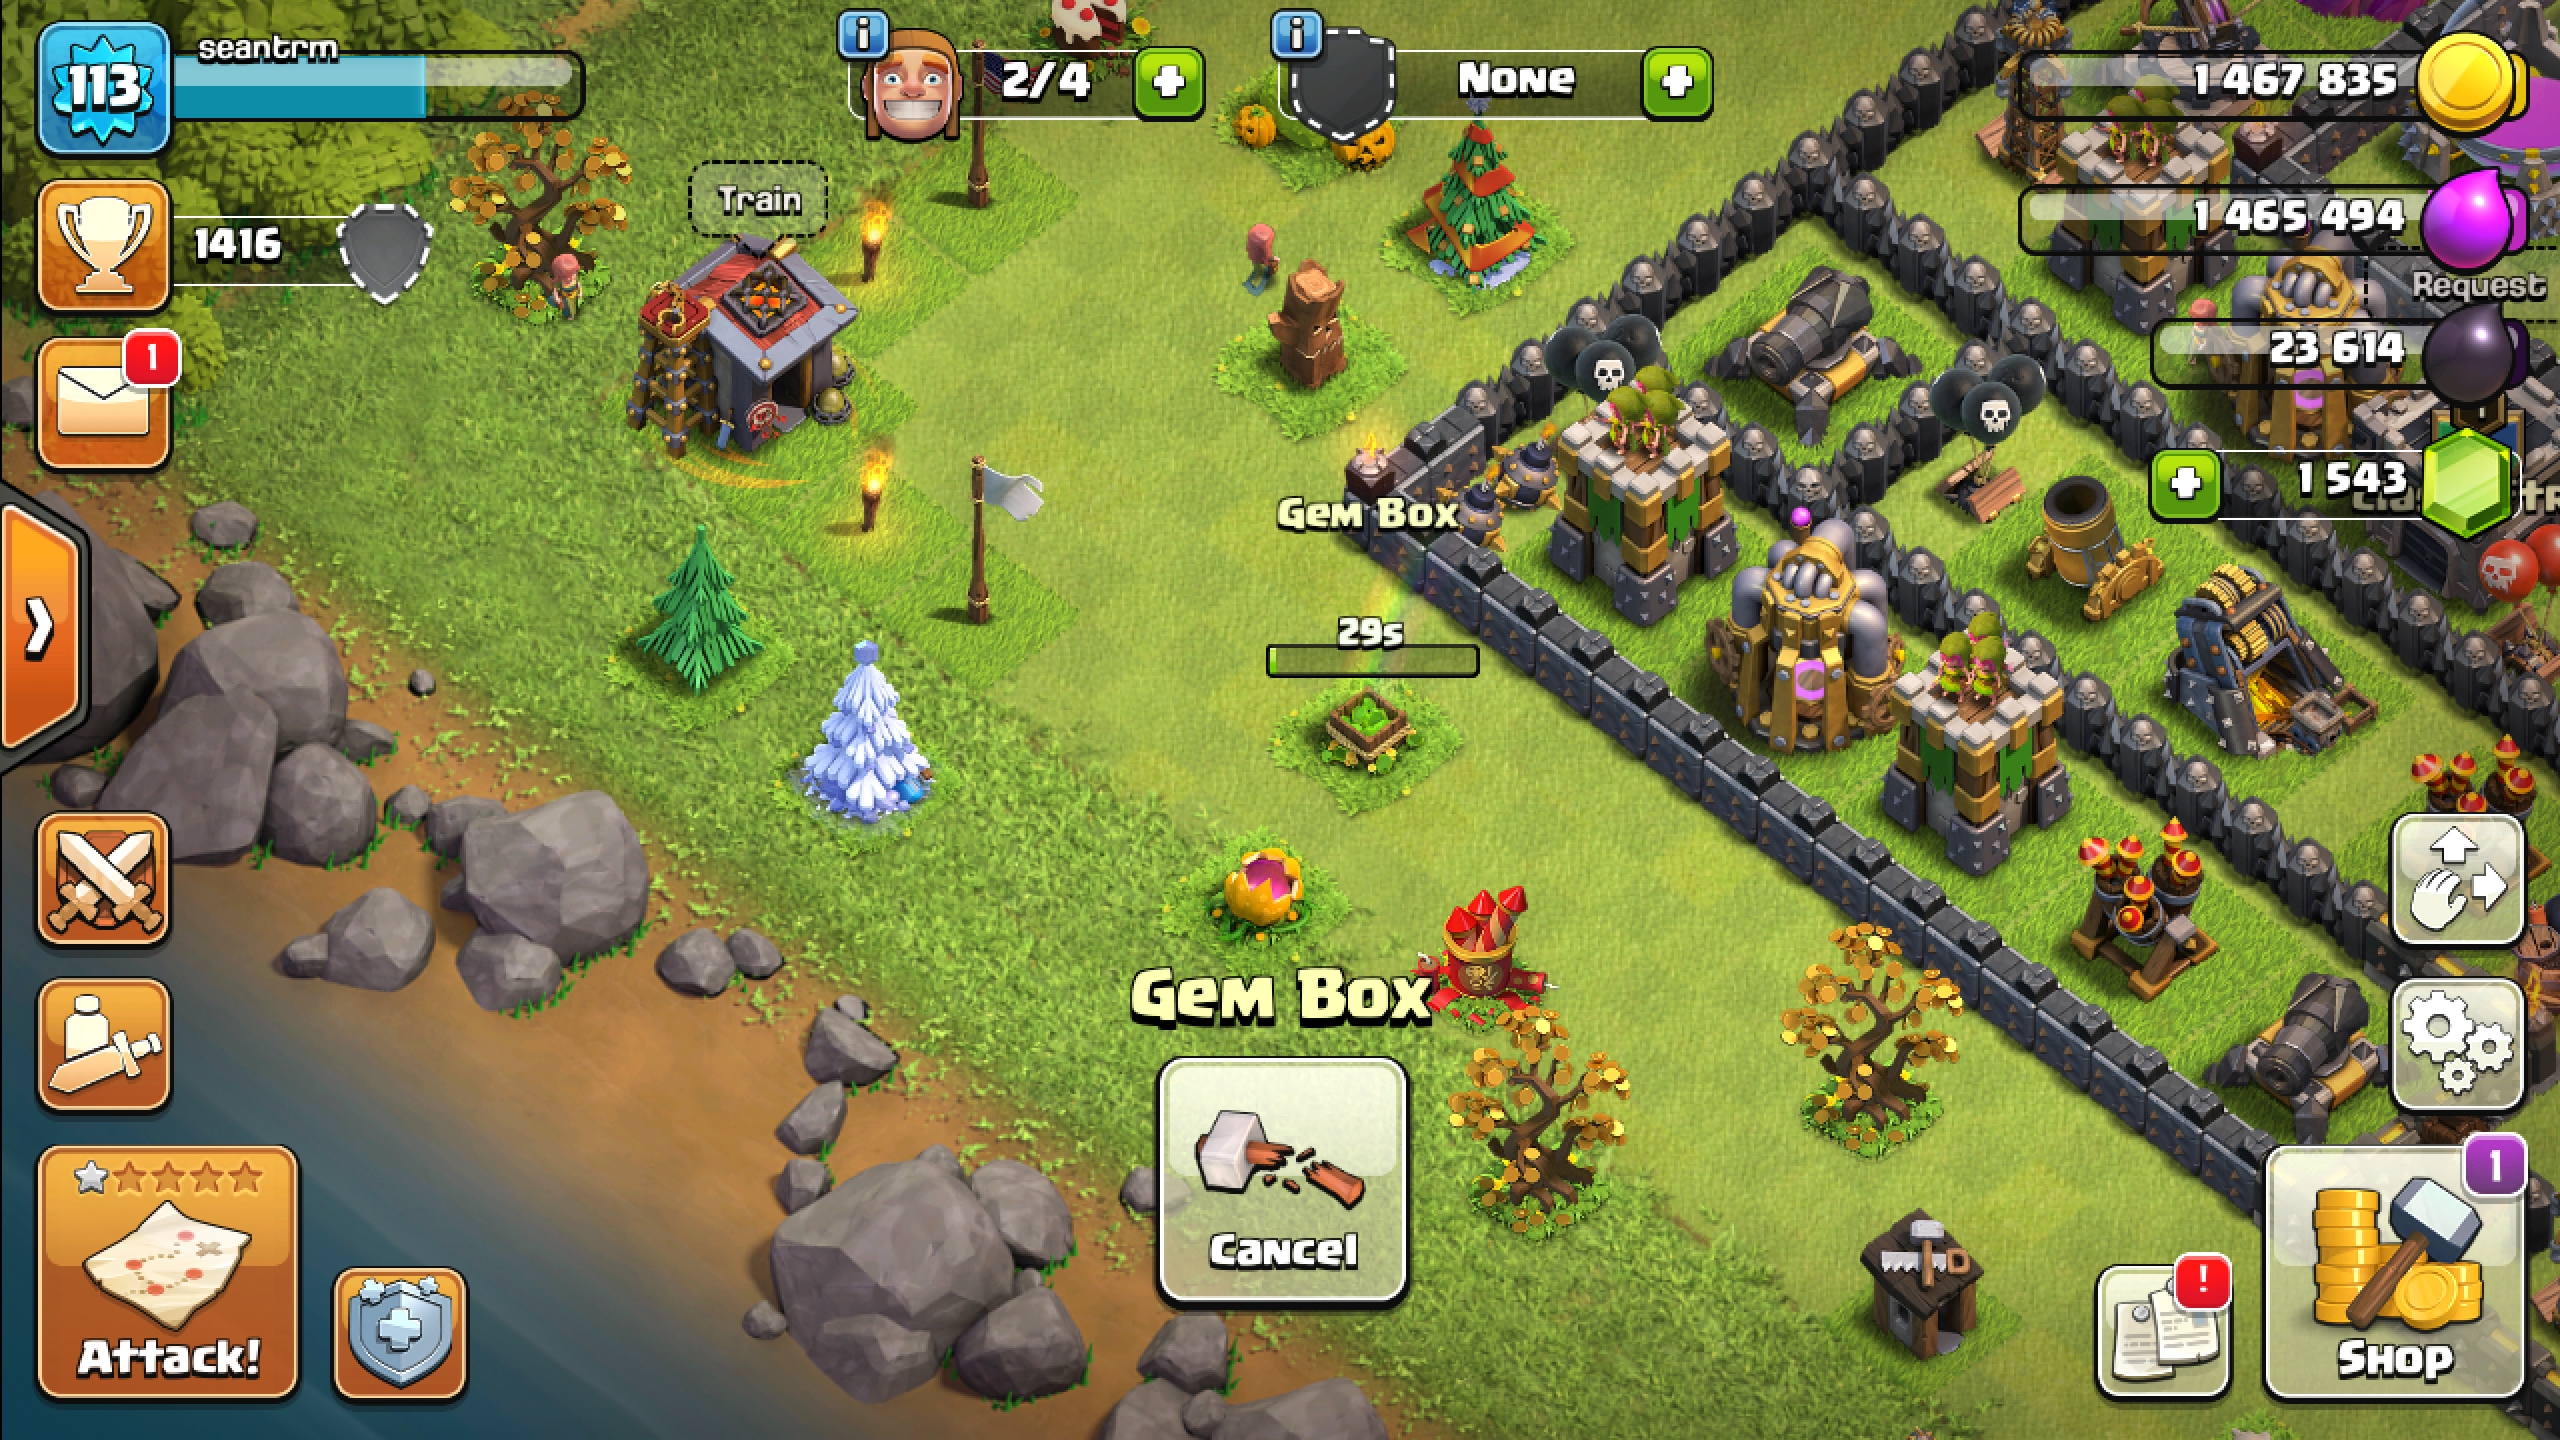 113
seantrm
2/4
None
1 467 835
Train
1416
1 465 494
Request
1
23 614
1 543
Gem Box
29s
Gem Box
Cancel
1
Attack!
!
Shop